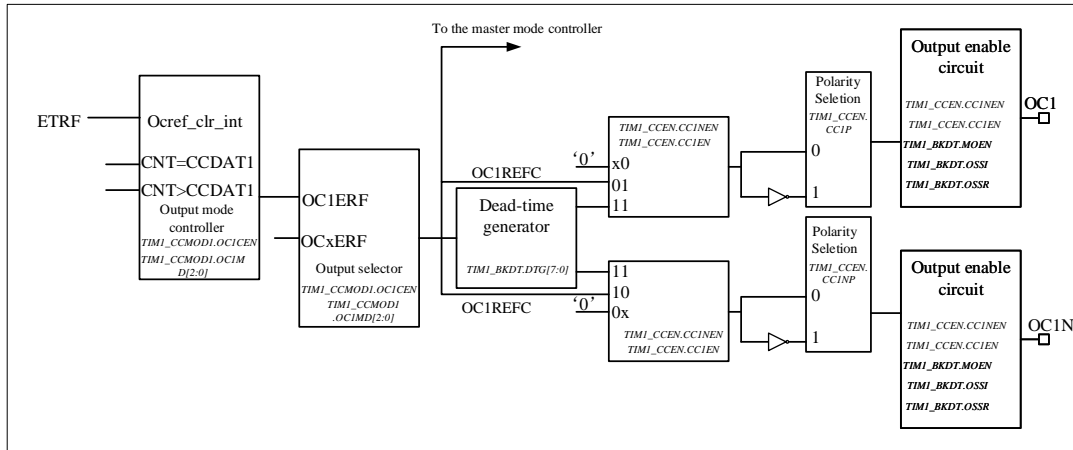 To the master mode controller
ETRF
Ocref_clr_int
CNT=CCDAT1
CNT>CCDAT1
Output mode
controller
TIM1_CCMOD1.OC1CEN
TIM1_CCMOD1.OC1M
D[2:0]
OC1ERF
OCxERF
Output selector
TIM1_CCMOD1.OC1CEN
TIM1_CCMOD1
.OC1MD[2:0]
OC1REFC
Dead-time
generator
TIM1_BKDT.DTG[7:0]
OC1REFC
TIM1_CCEN.CC1NEN
TIM1_CCEN.CC1EN
‘0’
x0
01
11
11
10
‘0’
0x
TIM1_CCEN.CC1NEN
TIM1_CCEN.CC1EN
Polarity
Seletion
TIM1_CCEN.
CC1P
0
1
Polarity
Seletion
TIM1_CCEN.
CC1NP
0
1
Output enable
circuit
TIM1_CCEN.CC1NEN
TIM1_CCEN.CC1EN
TIM1_BKDT.MOEN
TIM1_BKDT.OSSI
TIM1_BKDT.OSSR
OC1
Output enable
circuit
TIM1_CCEN.CC1NEN
TIM1_CCEN.CC1EN
TIM1_BKDT.MOEN
TIM1_BKDT.OSSI
TIM1_BKDT.OSSR
OC1N